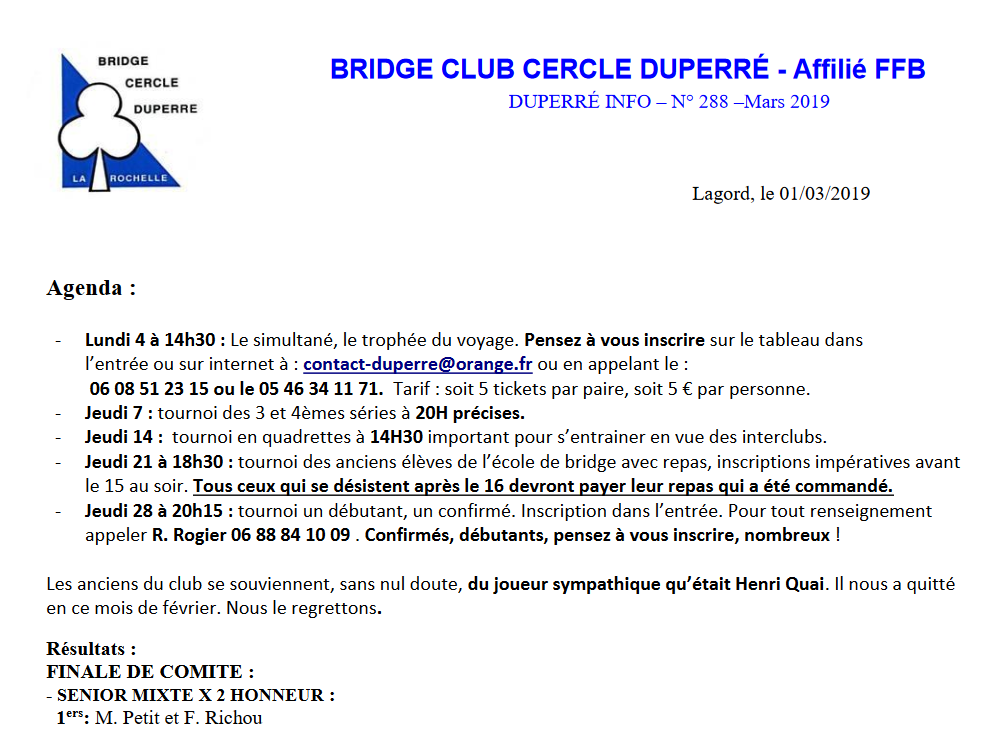 BRIDGE
CERCLE
DUPERRE
LA ROCHELLE
BRIDGE CLUB CERCLE DUPERRÉ - Affilié FFB
DUPERRÉ INFO – N° 288 –Mars 2019
Lagord, le 01/03/2019
Agenda :
- Lundi 4 à 14h30 : Le simultané, le trophée du voyage. Pensez à vous inscrire sur le tableau dans
l’entrée ou sur internet à : contact-duperre@orange.fr ou en appelant le :
06 08 51 23 15 ou le 05 46 34 11 71. Tarif : soit 5 tickets par paire, soit 5 € par personne.
- Jeudi 7 : tournoi des 3 et 4èmes séries à 20H précises.
- Jeudi 14 : tournoi en quadrettes à 14H30 important pour s’entrainer en vue des interclubs.
- Jeudi 21 à 18h30 : tournoi des anciens élèves de l’école de bridge avec repas, inscriptions impératives avant
le 15 au soir. Tous ceux qui se désistent après le 16 devront payer leur repas qui a été commandé.
- Jeudi 28 à 20h15 : tournoi un débutant, un confirmé. Inscription dans l’entrée. Pour tout renseignement
appeler R. Rogier 06 88 84 10 09 . Confirmés, débutants, pensez à vous inscrire, nombreux !
Les anciens du club se souviennent, sans nul doute, du joueur sympathique qu’était Henri Quai. Il nous a quitté
en ce mois de février. Nous le regrettons.
Résultats :
FINALE DE COMITE :
- SENIOR MIXTE X 2 HONNEUR :
1ers: M. Petit et F. Richou